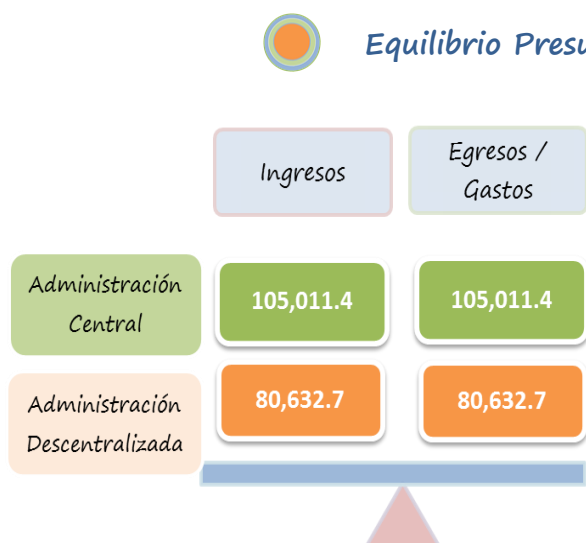 Equilibrio
Ingresos
Egresos /
Gastos
Administración
Central
105,011.4
105,011.4
Administración
Descentralizada
80,632.7
80,632.7